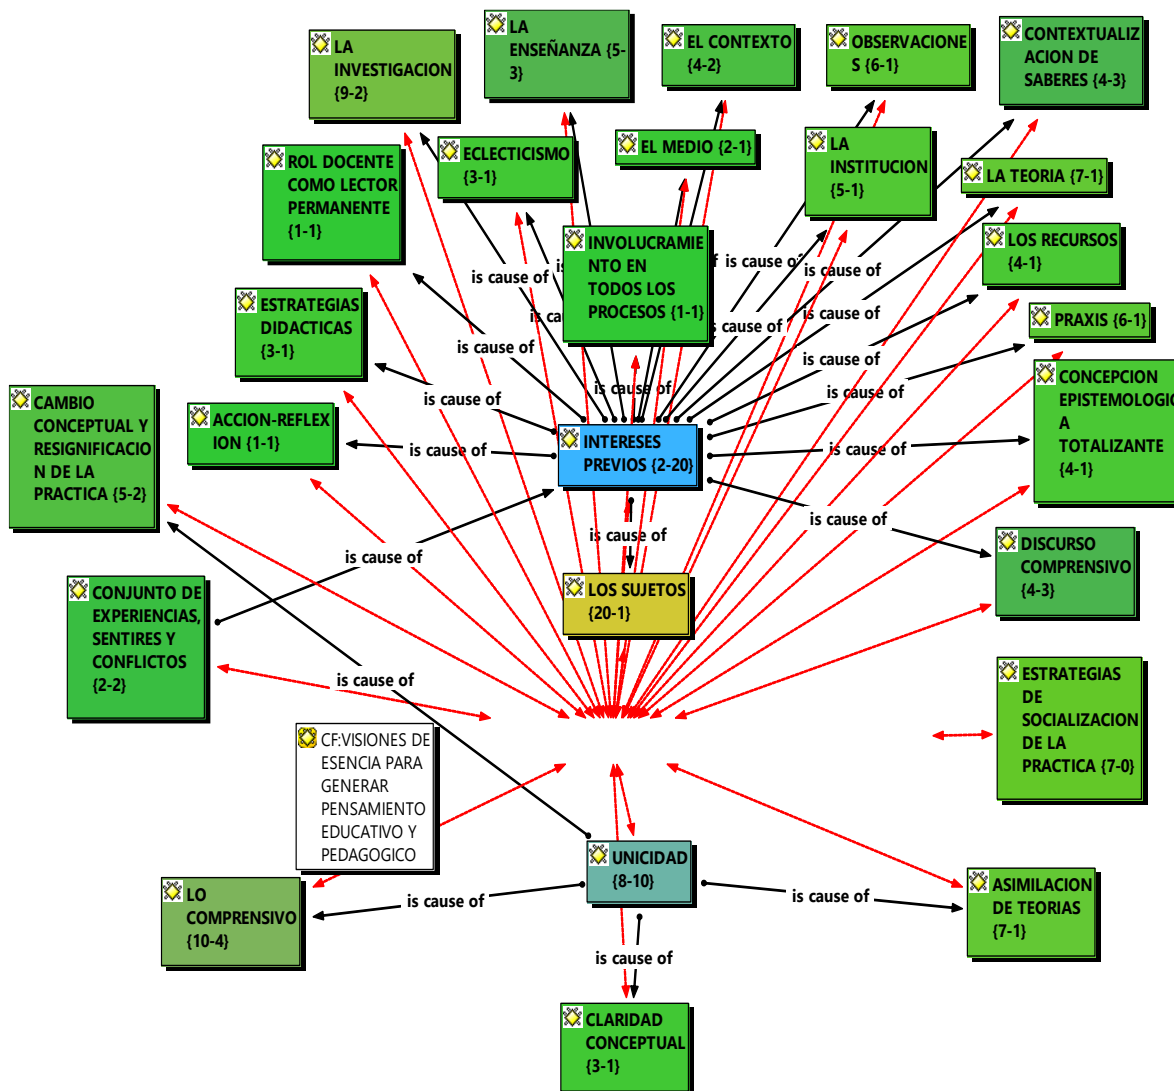 LA
INVESTIGACION
{9-2}
LA
ENSEÑANZA {5-
3}
EL CONTEXTO
{4-2}
OBSERVACIONE
S {6-1}
CONTEXTUALIZ
ACION DE
SABERES {4-3}
ROL DOCENTE
COMO LECTOR
PERMANENTE
{1-1}
ECLECTICISMO
{3-1}
EL MEDIO {2-1}
LA
INSTITUCION
{5-1}
LA TEORIA {7-1}
INVOLUCRAMIE
NTO EN
TODOS LOS
PROCESOS {1-1}
LOS RECURSOS
{4-1}
is cause of
is cause of
ESTRATEGIAS
DIDACTICAS
{3-1}
PRAXIS {6-1}
is cause of
is cause of
is cause of
is cause of
CONCEPCION
EPISTEMOLOGIC
A
TOTALIZANTE
{4-1}
is cause of
is cause of
is cause of
CAMBIO
CONCEPTUAL Y
RESIGNIFICACIO
N DE LA
PRACTICA {5-2}
ACCION-REFLEX
ION {1-1}
is cause of
INTERESES
PREVIOS {2-20}
is cause of
is cause of
is cause of
is cause of
DISCURSO
COMPRENSIVO
{4-3}
CONJUNTO DE
EXPERIENCIAS,
SENTIRES Y
CONFLICTOS
{2-2}
LOS SUJETOS
{20-1}
is cause of
ESTRATEGIAS
DE
SOCIALIZACION
DE LA
PRACTICA {7-0}
CF:VISIONES DE
ESENCIA PARA
GENERAR
PENSAMIENTO
EDUCATIVO Y
PEDAGOGICO
UNICIDAD
{8-10}
LO
COMPRENSIVO
{10-4}
is cause of
is cause of
ASIMILACION
DE TEORIAS
{7-1}
is cause of
CLARIDAD
CONCEPTUAL
{3-1}